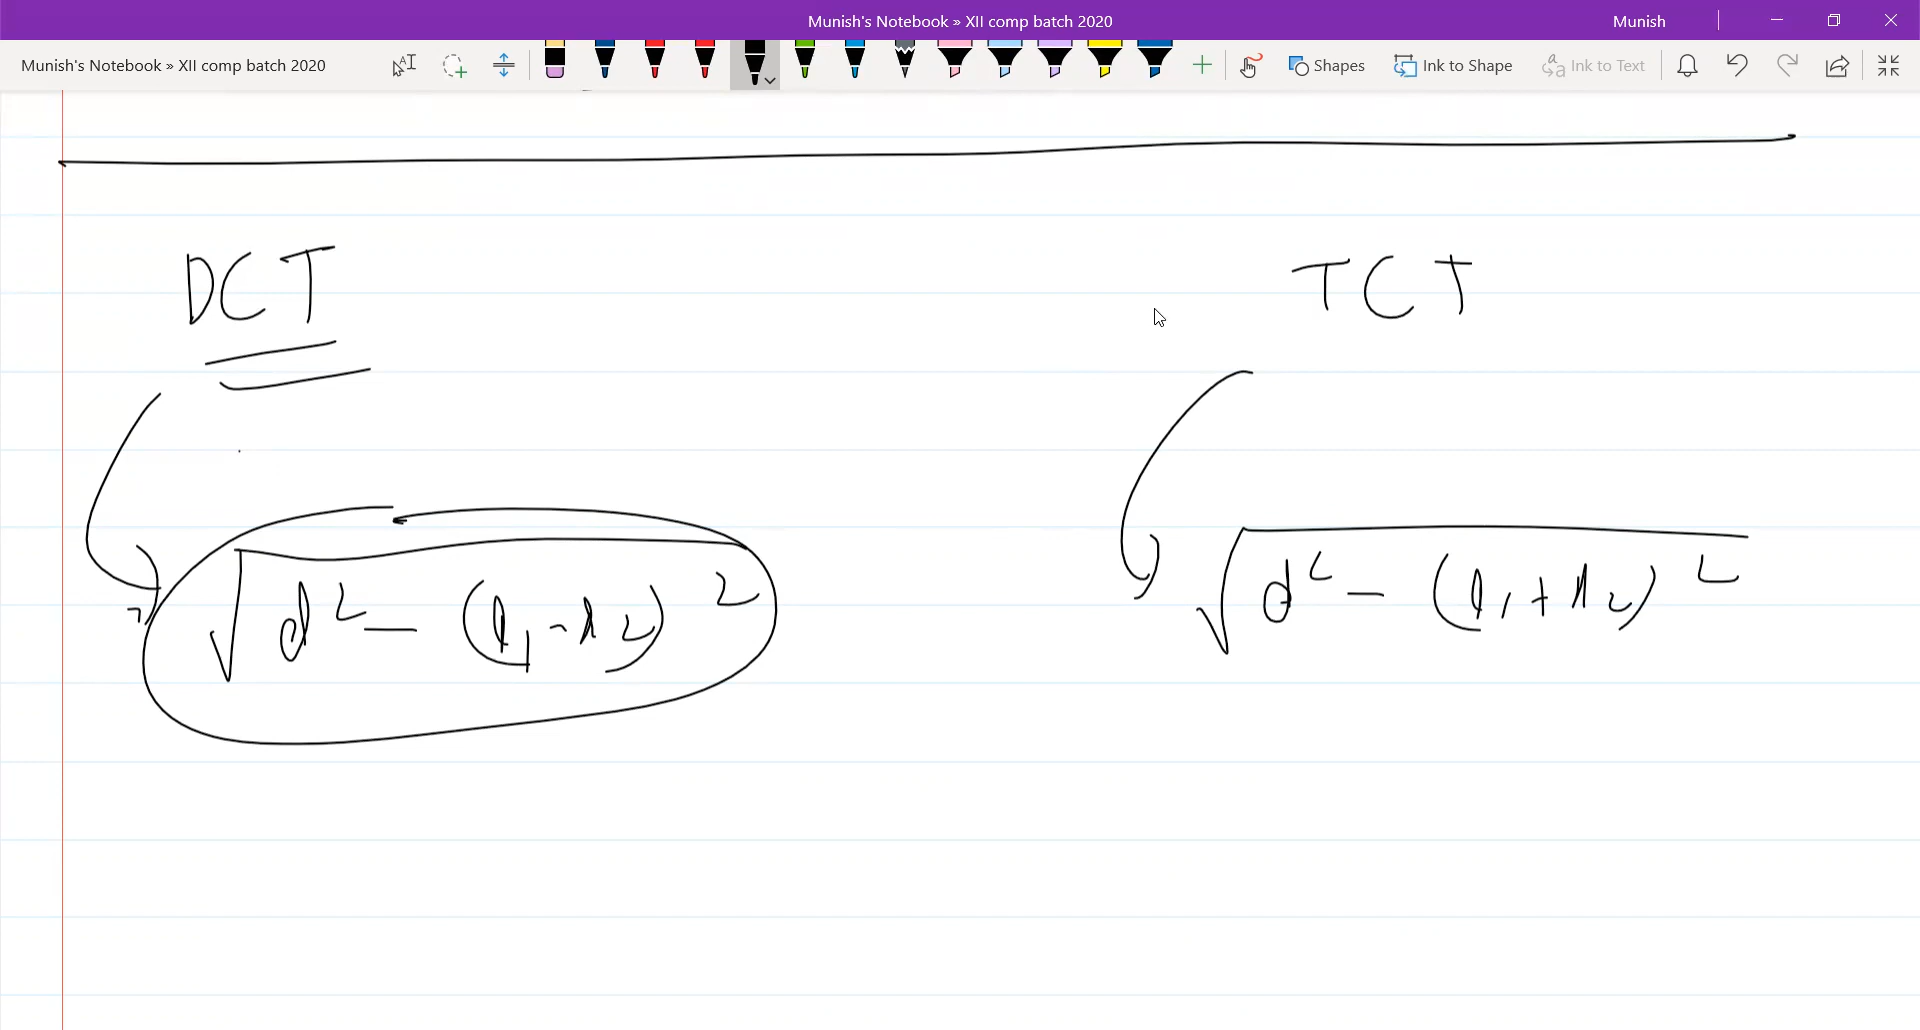 Munish's Notebook » XII comp batch 2020
Munish
Munish's Notebook » XII comp batch 2020
Shapes
Ink to Shape
Ink to Text
DCT
TCT
√(d² − (r₁ - r₂)²)
√(d² − (r₁ + r₂)²)